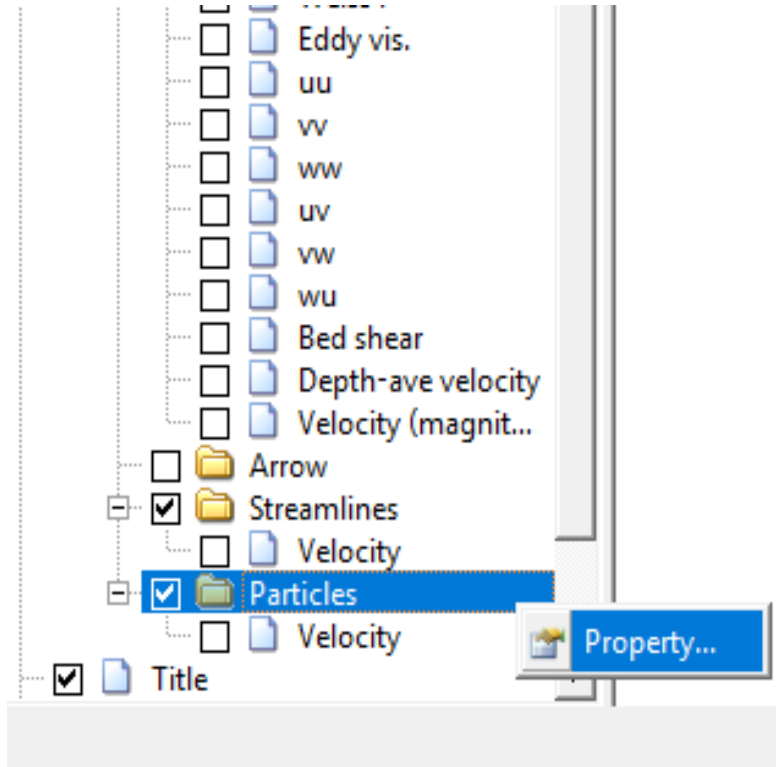 Eddy vis.
uu
vv
ww
uv
vw
wu
Bed shear
Depth-ave velocity
Velocity (magnit...
Arrow
Streamlines
Velocity
Particles
Property...
Velocity
Title